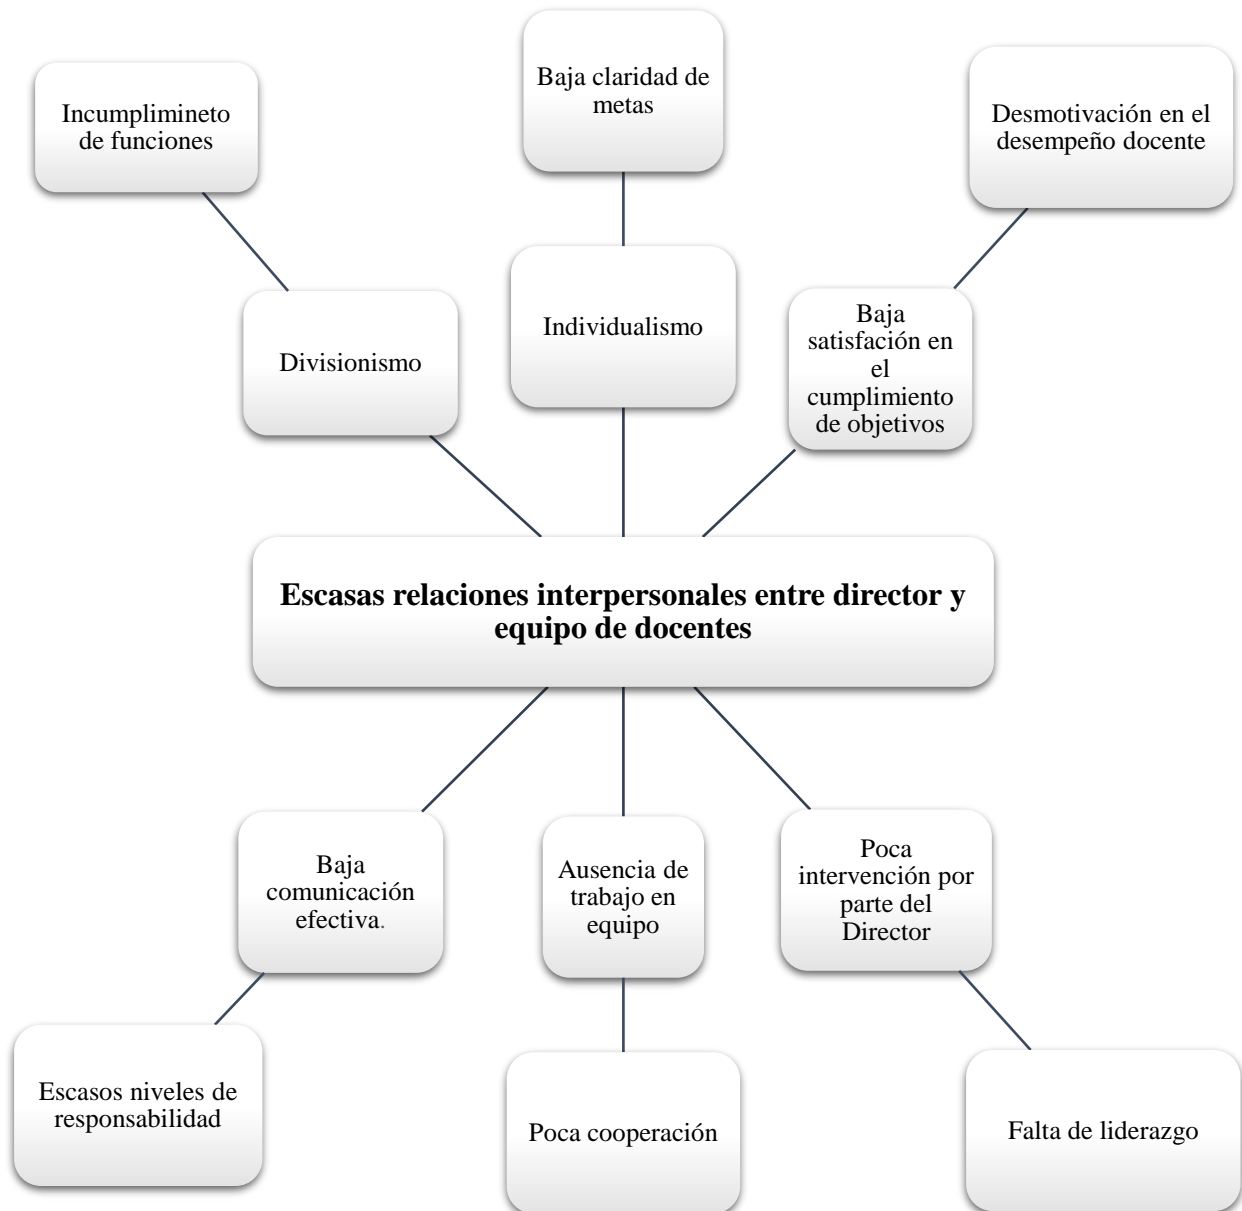 Baja claridad de
metas
Incumplimineto
de funciones
Desmotivación en el
desempeño docente
Individualismo
Divisionismo
Baja
satisfación en
el
cumplimiento
de objetivos
Escasas relaciones interpersonales entre director y
equipo de docentes
Baja
comunicación
efectiva.
Ausencia de
trabajo en
equipo
Poca
intervención por
parte del
Director
Escasos niveles de
responsabilidad
Poca cooperación
Falta de liderazgo